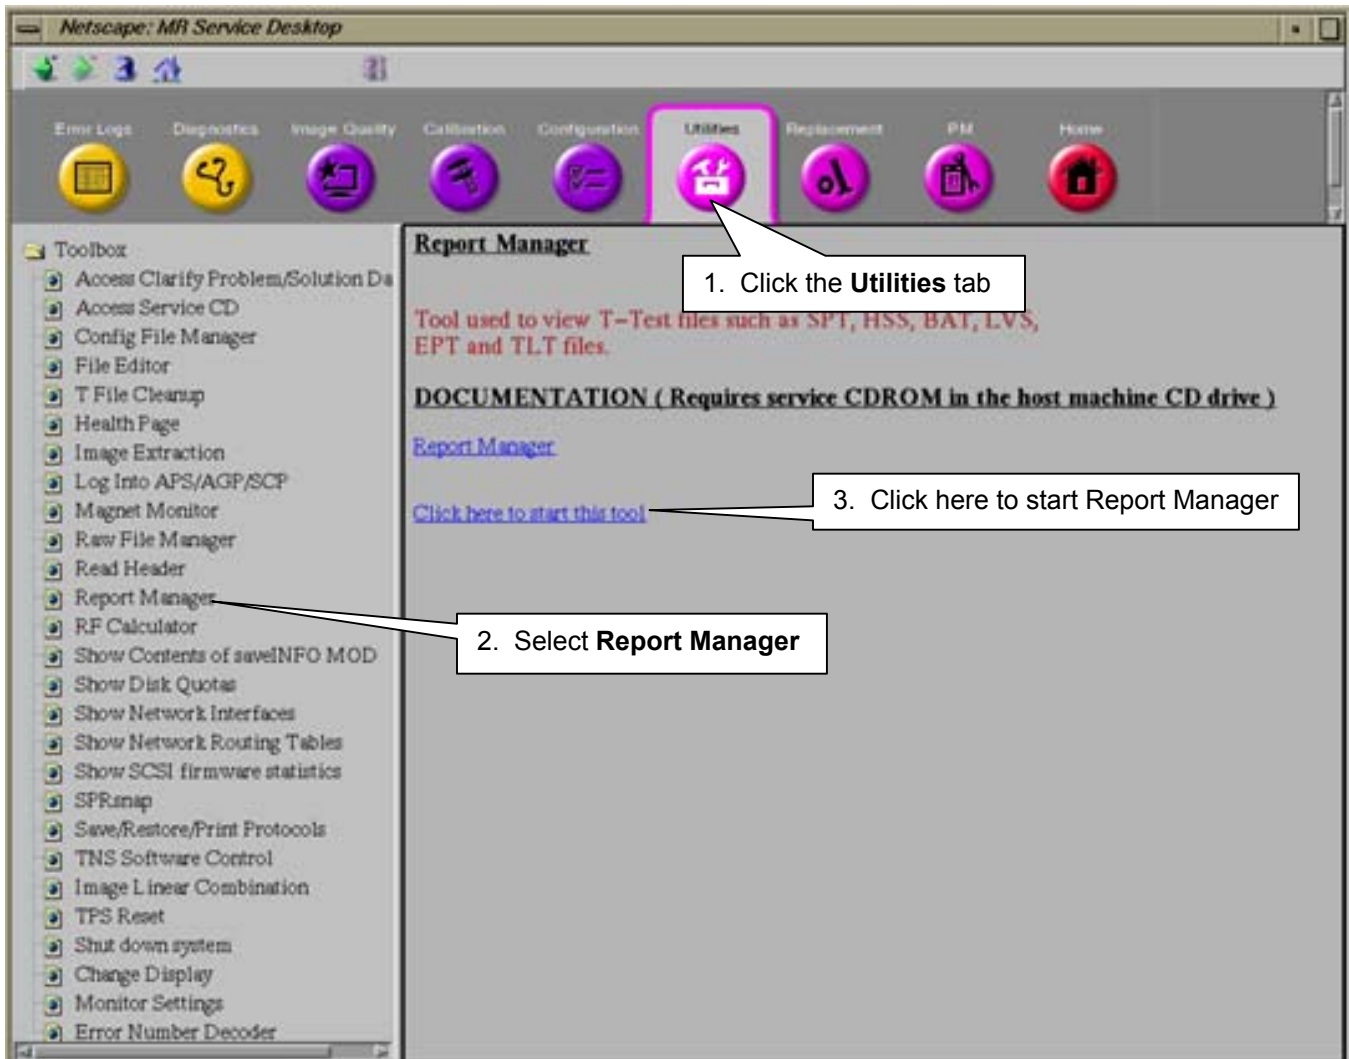 Netscape: MR Service Desktop
Error Logs Diagnostics Image Quality Calibration Configuration Utilities Replacement PM Home
Toolbox
Access Clarify Problem/Solution Da
Access Service CD
Config File Manager
File Editor
T File Cleanup
Health Page
Image Extraction
Log Into APS/AGP/SCP
Magnet Monitor
Raw File Manager
Read Header
Report Manager
RF Calculator
Show Contents of saveINFO MOD
Show Disk Quotas
Show Network Interfaces
Show Network Routing Tables
Show SCSI firmware statistics
SPRsnap
Save/Restore/Print Protocols
TNS Software Control
Image Linear Combination
TPS Reset
Shut down system
Change Display
Monitor Settings
Error Number Decoder
Report Manager
1. Click the Utilities tab
Tool used to view T-Test files such as SPT, HSS, BAT, LVS,
EPT and TLT files.
DOCUMENTATION ( Requires service CDROM in the host machine CD drive )
Report Manager
Click here to start this tool
3. Click here to start Report Manager
2. Select Report Manager